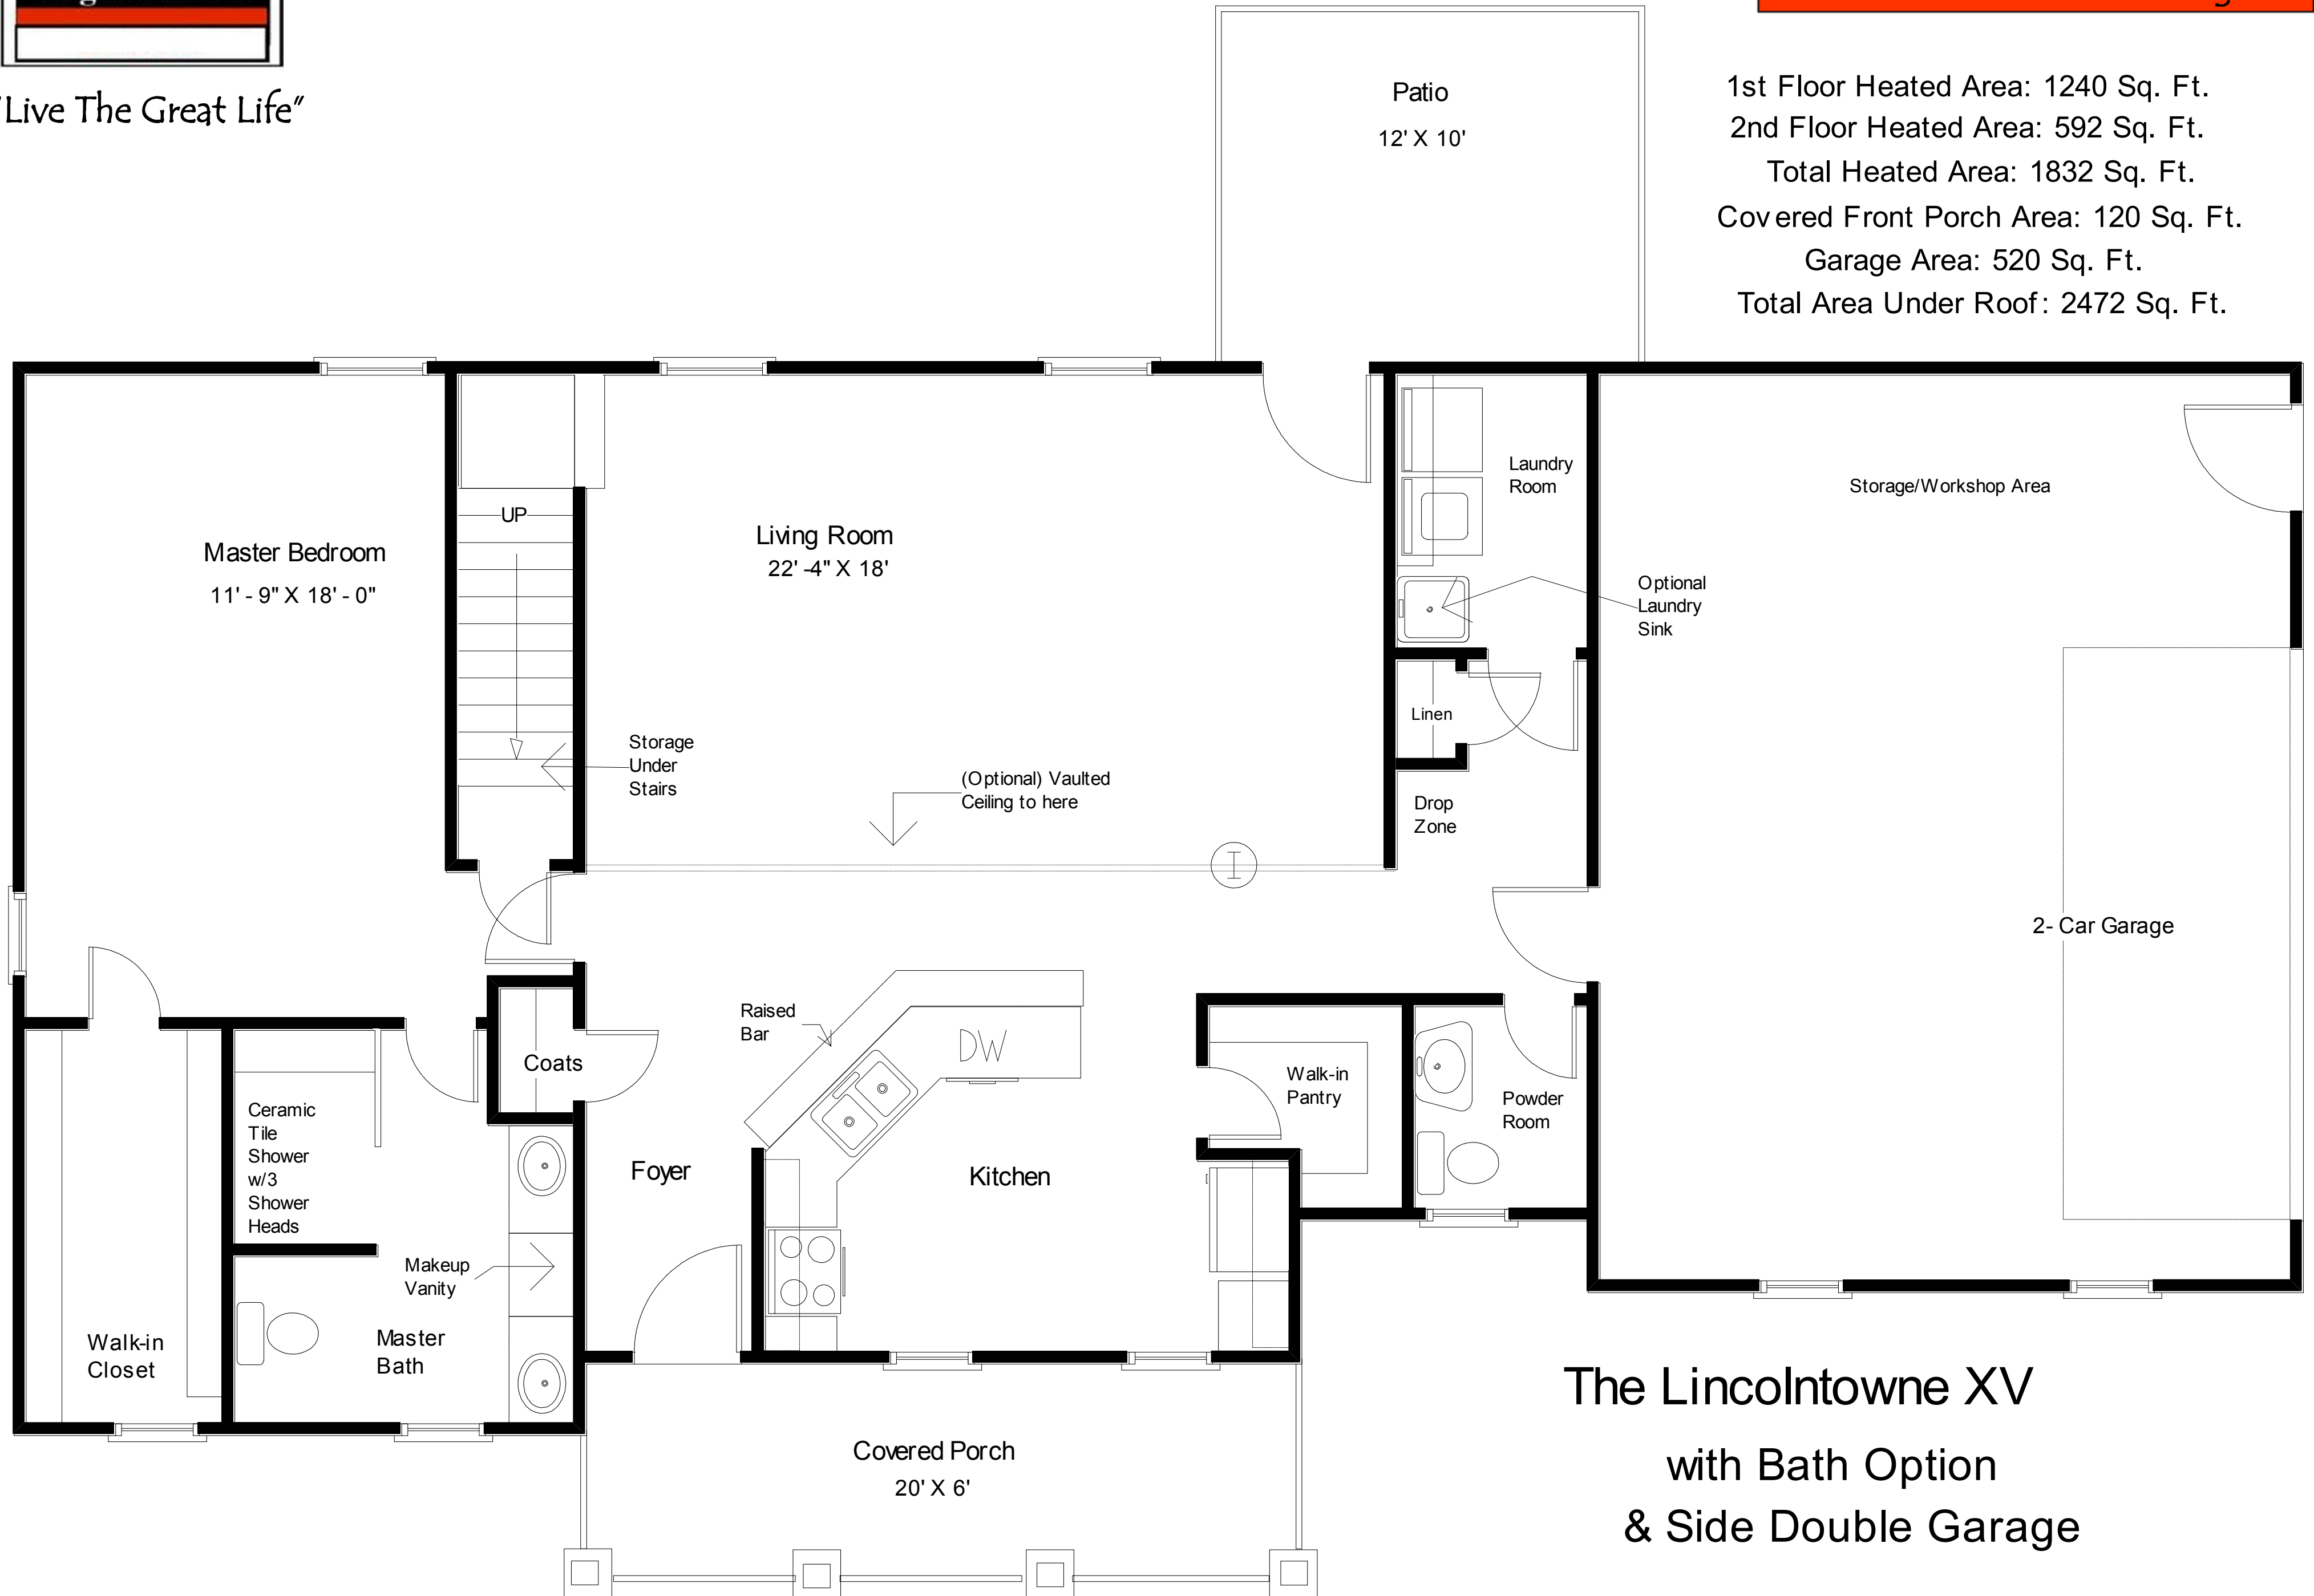 "Live The Great Life"
1st Floor Heated Area: 1240 Sq. Ft.
2nd Floor Heated Area: 592 Sq. Ft.
Total Heated Area: 1832 Sq. Ft.
Covered Front Porch Area: 120 Sq. Ft.
Garage Area: 520 Sq. Ft.
Total Area Under Roof: 2472 Sq. Ft.
Patio
12' X 10'
Master Bedroom
11' - 9" X 18' - 0"
UP
Living Room
22' -4" X 18'
Laundry
Room
Storage/Workshop Area
Optional
Laundry
Sink
Linen
Storage
Under
Stairs
(Optional) Vaulted
Ceiling to here
Drop
Zone
2- Car Garage
Raised
Bar
DW
Coats
Walk-in
Pantry
Powder
Room
Ceramic
Tile
Shower
w/3
Shower
Heads
Foyer
Kitchen
Makeup
Vanity
Walk-in
Closet
Master
Bath
Covered Porch
20' X 6'
The Lincolntowne XV
with Bath Option
& Side Double Garage